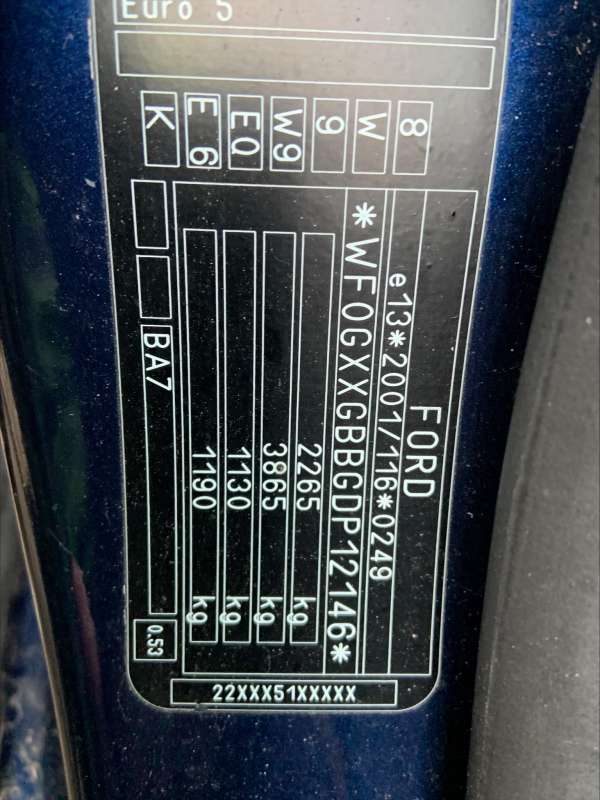 FORD
e13*2001/116*0249
*WF0GXXGBBGDP12146*
2265 kg
3865 kg
1130 kg
1190 kg
BA7
0.53
22XXX51XXXXX
8
W
9
W9
EQ
E 6
K
Euro 5